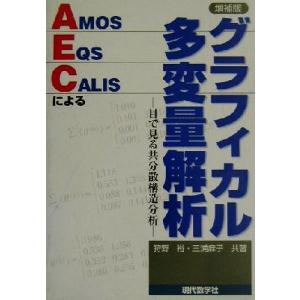 増補版
グラフィカル
多変量解析
AMOS
EQS
CALIS
による
―目で見る共分散構造分析―
狩野 裕・三浦麻子 共著
現代数学社